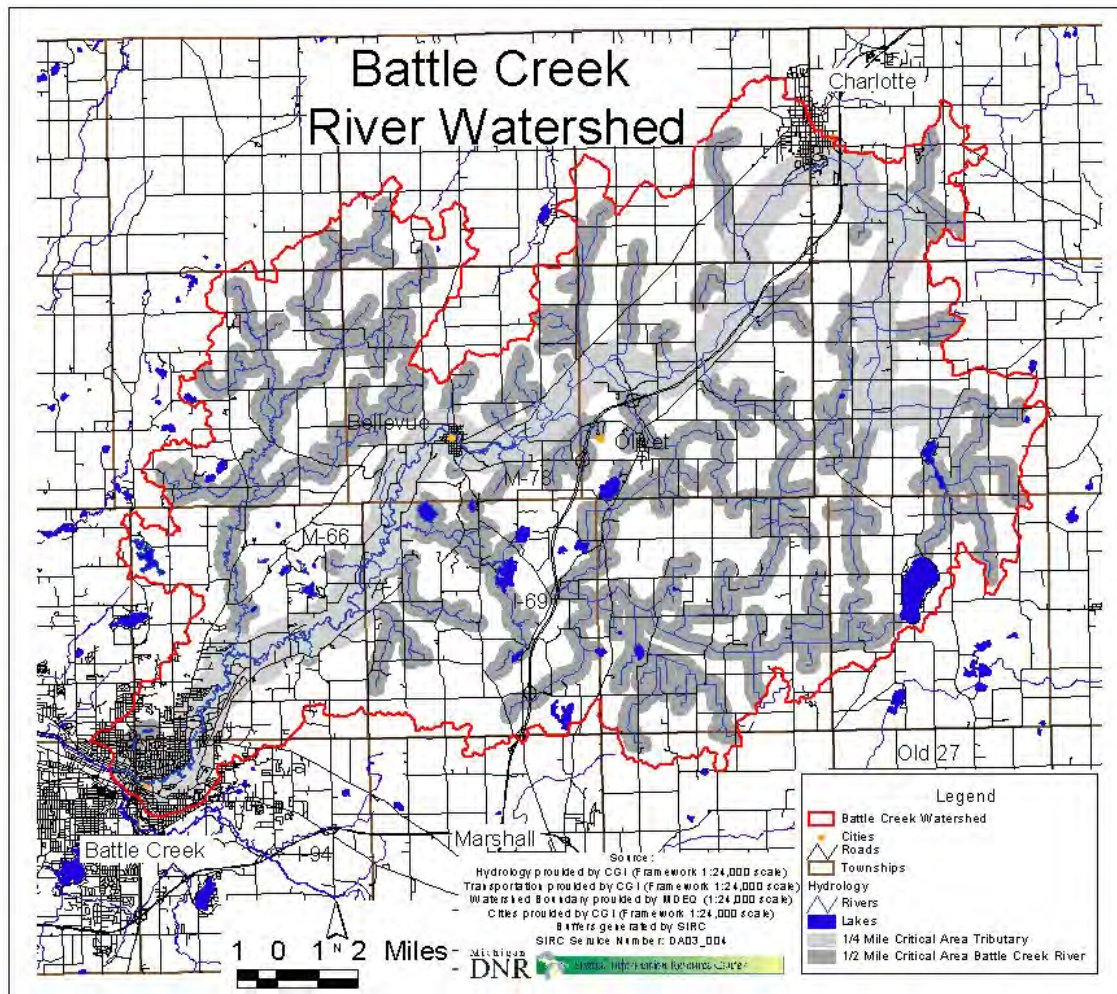 Battle Creek
River Watershed
Charlotte
Bellevue
Olivet
M-78
M-66
I-69
Old 27
Marshall
Battle Creek
I-94
Source :
Hydrology provided by CGI (Framework 1:24,000 scale)
Transportation provided by CGI (Framework 1:24,000 scale)
Watershed Boundary provided by MDEQ (1:24,000 scale)
Cities provided by CGI (Framework 1:24,000 scale)
Buffers generated by SIRC
SIRC Service Number: DA03_004
1 0 1 2 Miles
N
Michigan
DNR
Spatial Information Resource Center
Legend
Battle Creek Watershed
Cities
Roads
Townships
Hydrology
Rivers
Lakes
1/4 Mile Critical Area Tributary
1/2 Mile Critical Area Battle Creek River